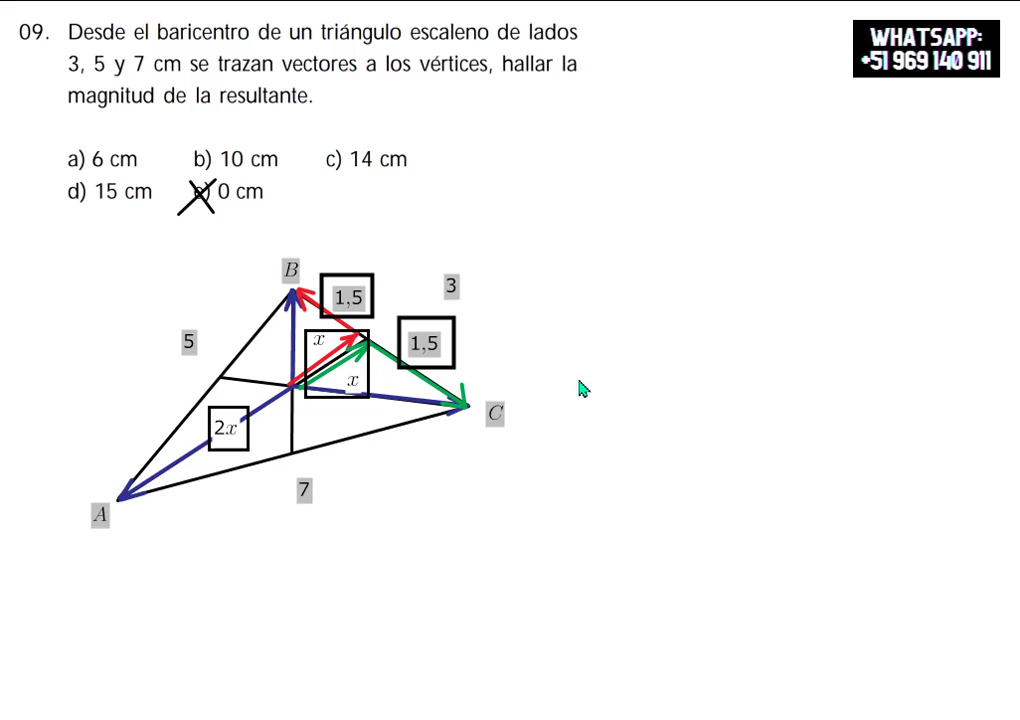 09. Desde el baricentro de un triángulo escaleno de lados
3, 5 y 7 cm se trazan vectores a los vértices, hallar la
magnitud de la resultante.
a) 6 cm b) 10 cm c) 14 cm
d) 15 cm e) 0 cm
WHATSAPP:
+51 969 140 911
B
1,5
3
5
x
1,5
x
C
2x
7
A